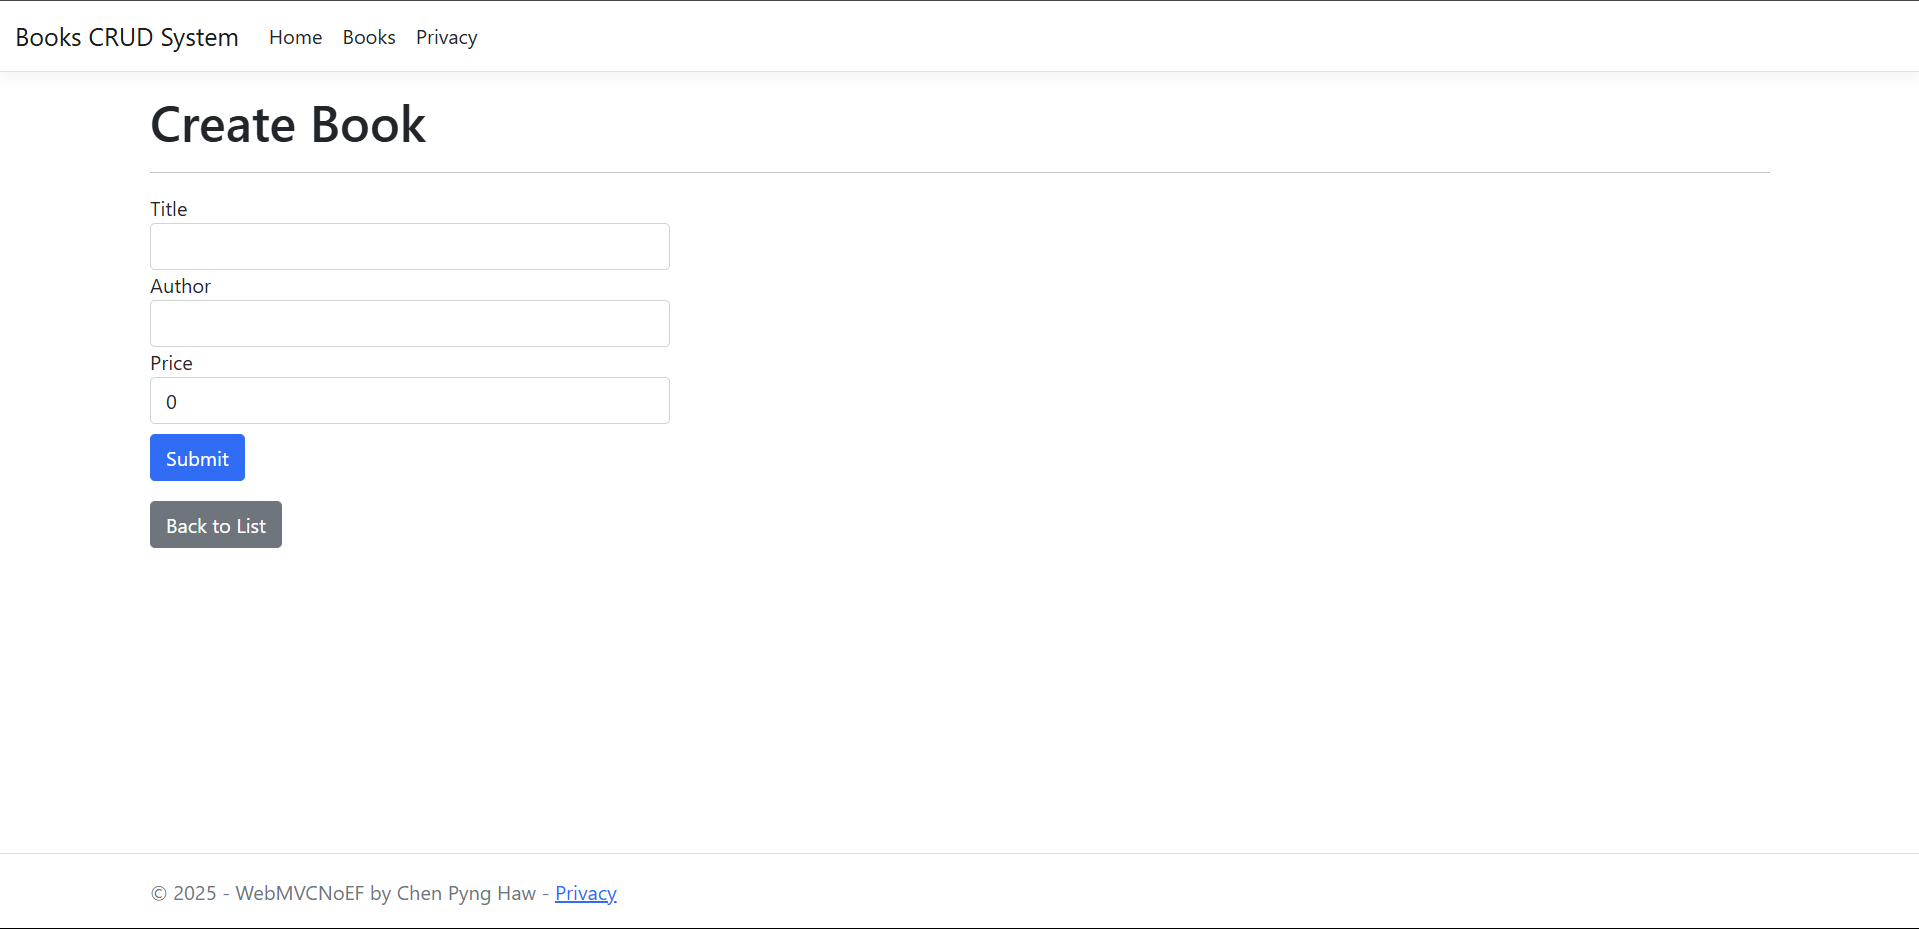 Books CRUD System Home Books Privacy
Create Book
Title
Author
Price
0
Submit
Back to List
© 2025 - WebMVCNoEF by Chen Pyng Haw - Privacy